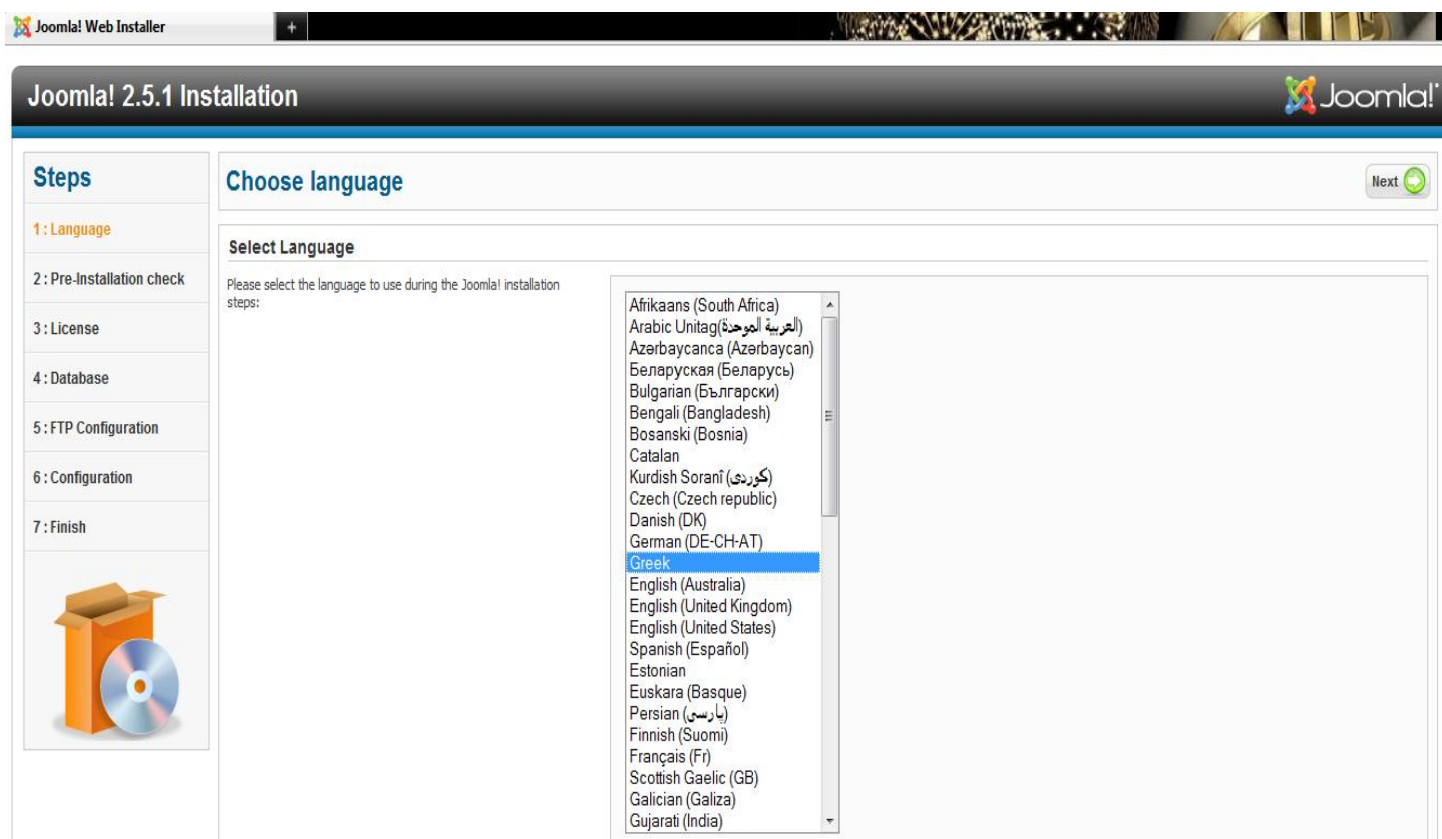 Joomla! Web Installer
+
Joomla! 2.5.1 Installation
Joomla!
Steps
1 : Language
2 : Pre-Installation check
3 : License
4 : Database
5 : FTP Configuration
6 : Configuration
7 : Finish
Choose language
Next
Select Language
Please select the language to use during the Joomla! installation
steps:
Afrikaans (South Africa)
Arabic Unitag(العربية الموحدة)
Azərbaycanca (Azərbaycan)
Беларуская (Беларусь)
Bulgarian (Български)
Bengali (Bangladesh)
Bosanski (Bosnia)
Catalan
Kurdish Soranî (کوردی)
Czech (Czech republic)
Danish (DK)
German (DE-CH-AT)
Greek
English (Australia)
English (United Kingdom)
English (United States)
Spanish (Español)
Estonian
Euskara (Basque)
Persian (پارسی)
Finnish (Suomi)
Français (Fr)
Scottish Gaelic (GB)
Galician (Galiza)
Gujarati (India)